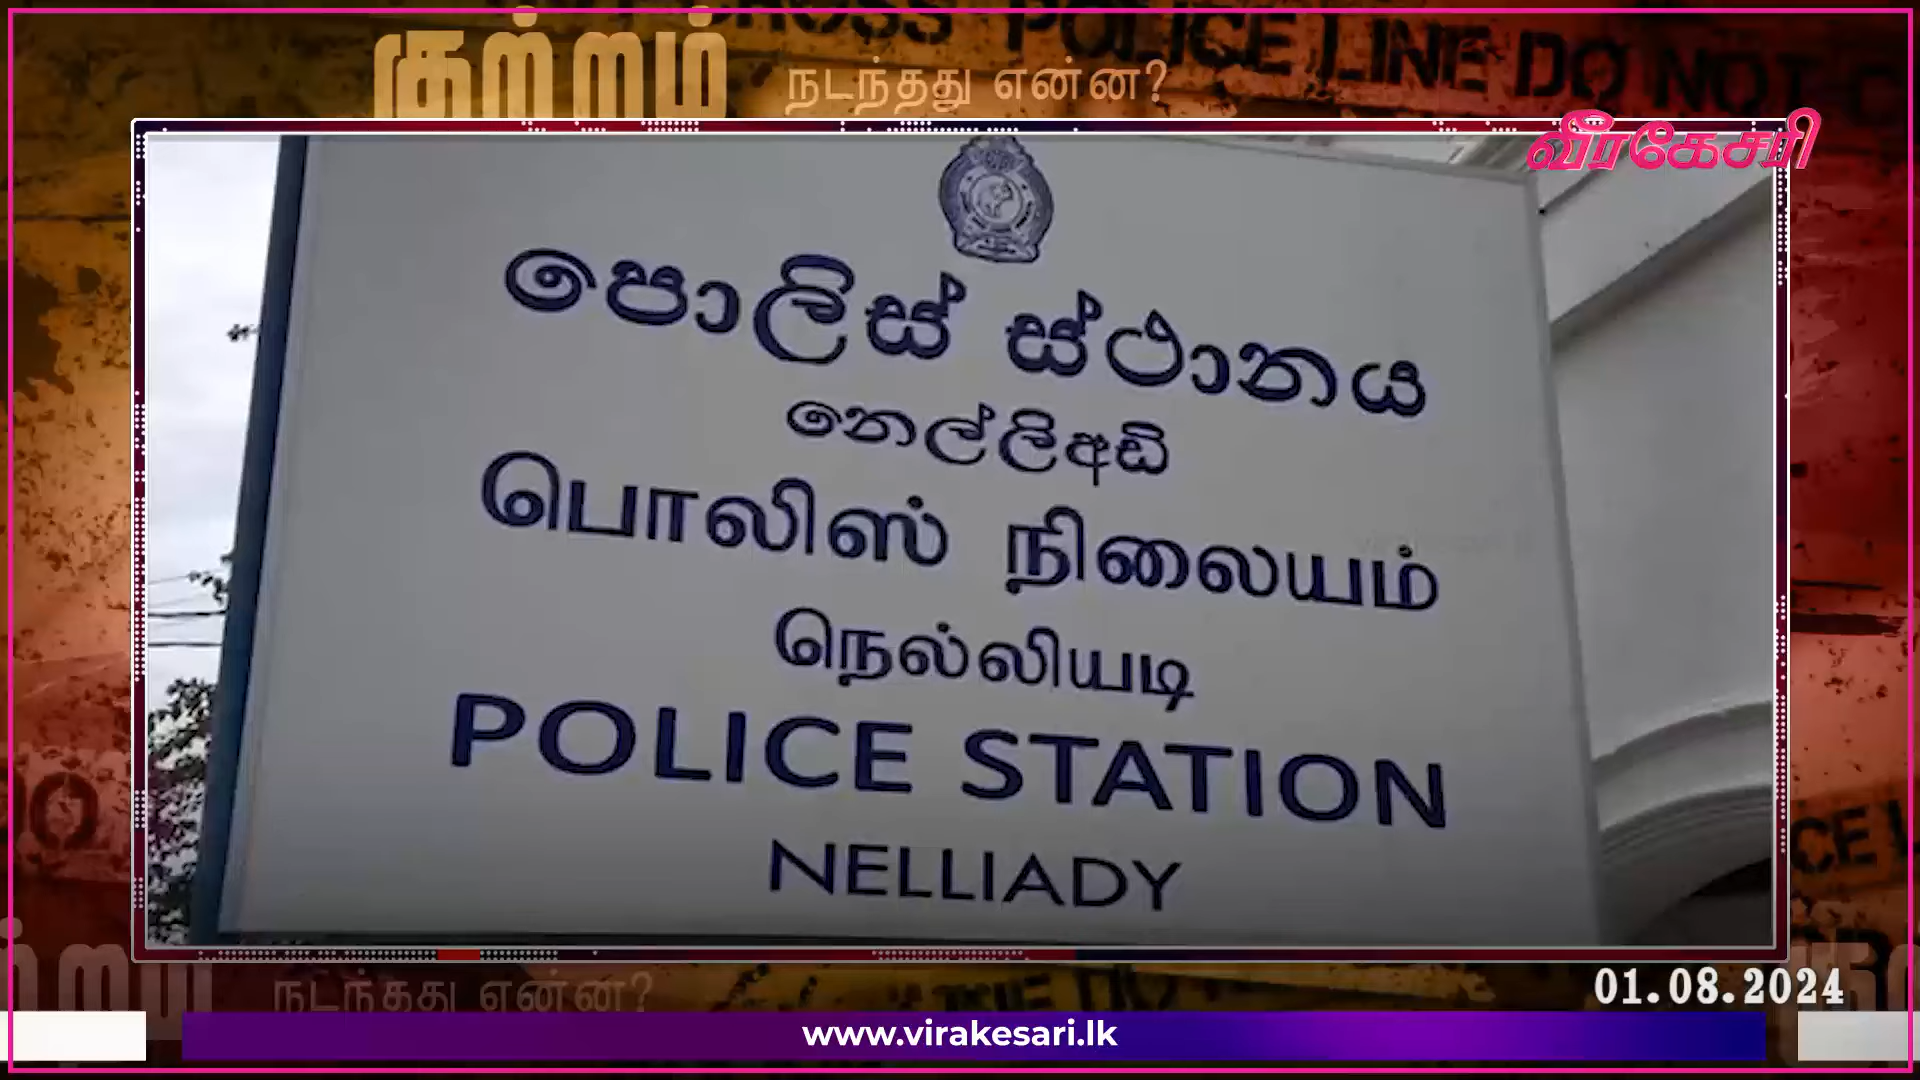 குற்றம்
நடந்தது என்ன?
CROSS POLICE LINE DO NOT C
வீரகேசரி
පොලිස් ස්ථානය
නෙල්ලිඅඩි
பொலிஸ் நிலையம்
நெல்லியடி
POLICE STATION
NELLIADY
நடந்தது என்ன?
01.08.2024
www.virakesari.lk